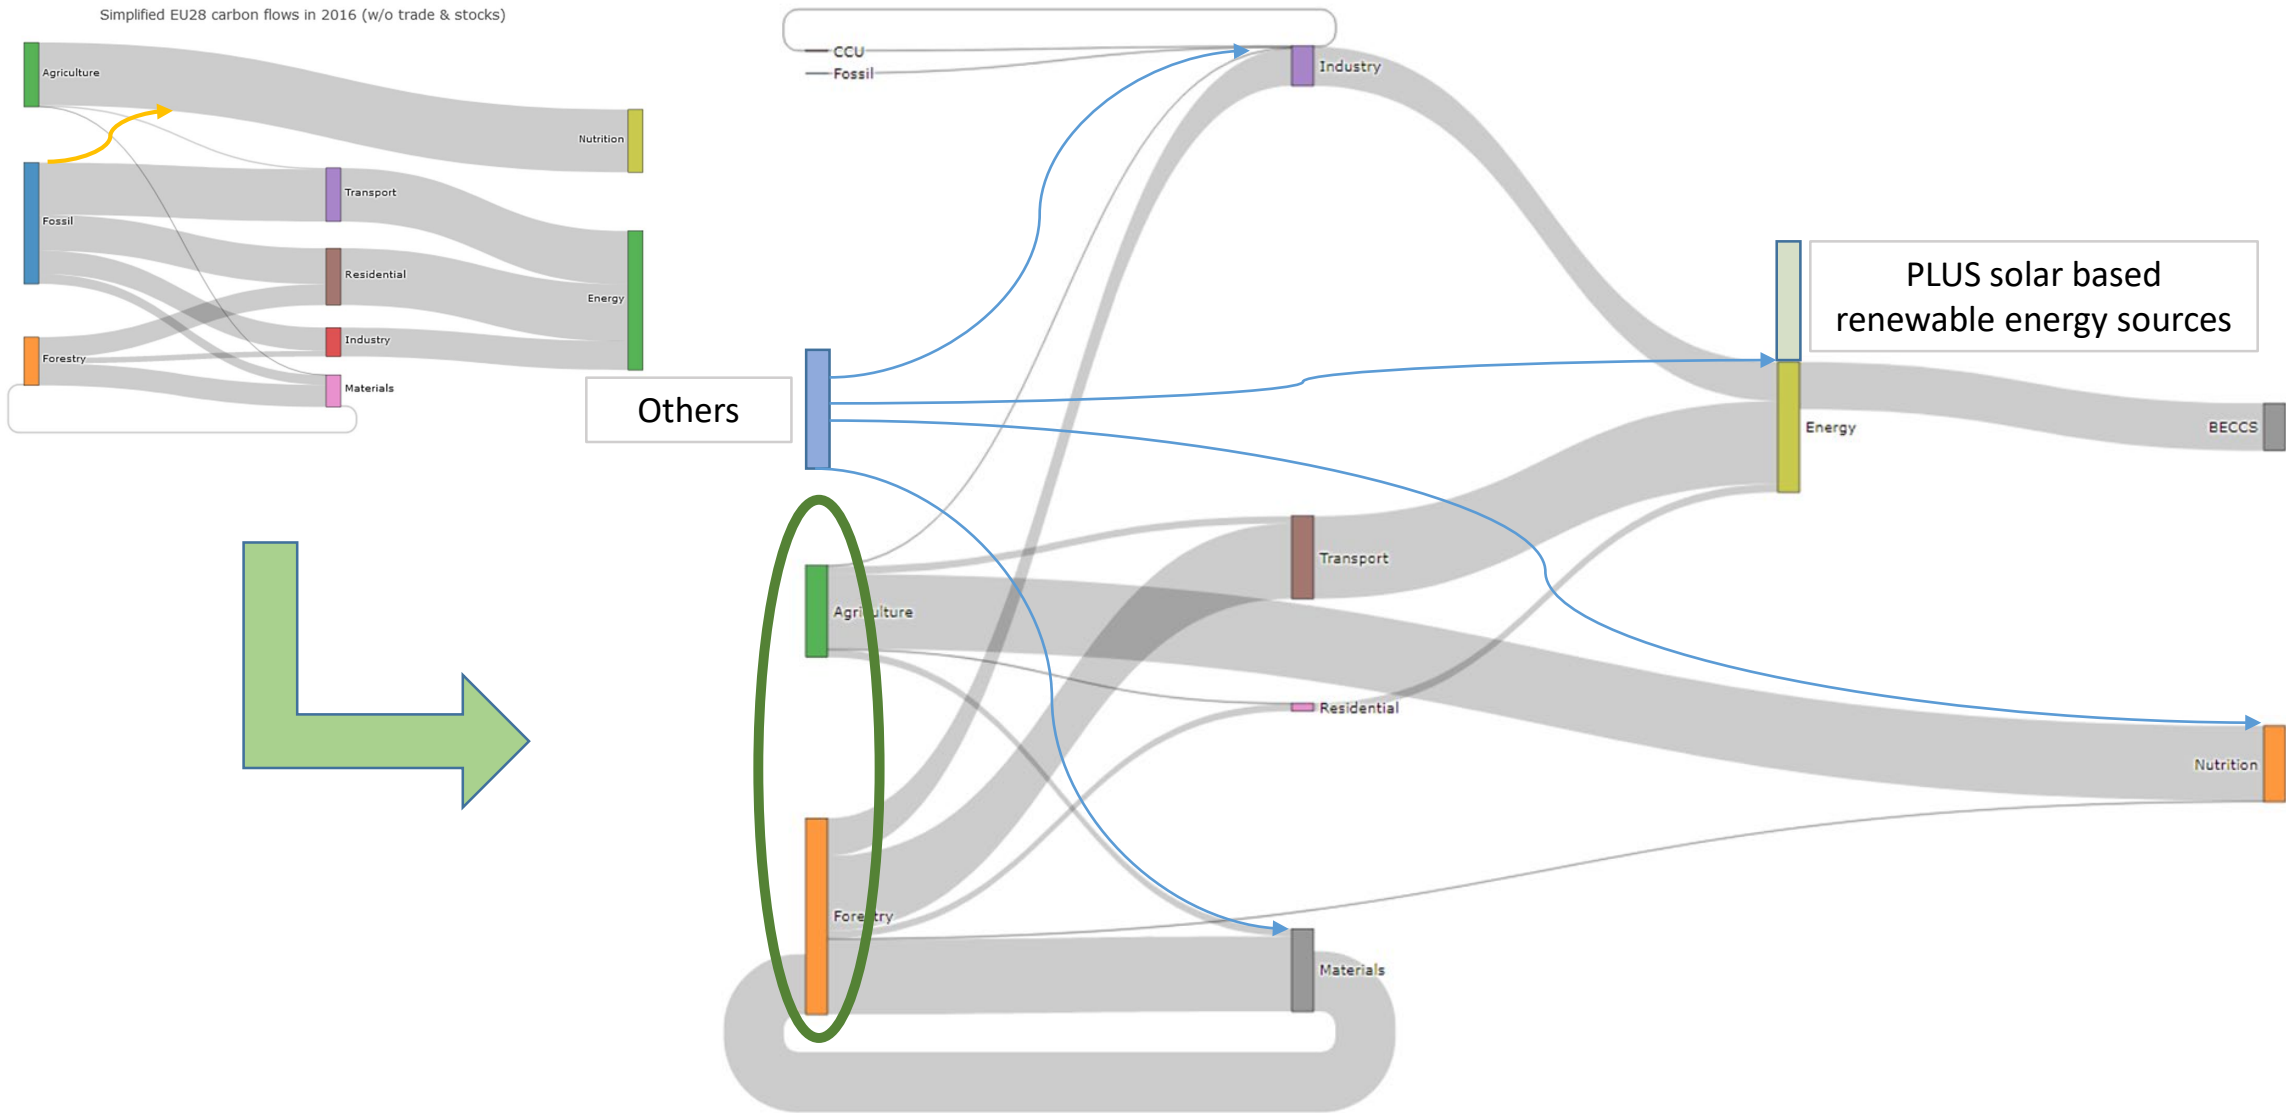 Simplified EU28 carbon flows in 2016 (w/o trade & stocks)
Agriculture
Nutrition
Transport
Fossil
Residential
Energy
Industry
Forestry
Materials
CCU
Fossil
Industry
PLUS solar based
renewable energy sources
Others
Energy
BECCS
Transport
Agriculture
Residential
Nutrition
Forestry
Materials